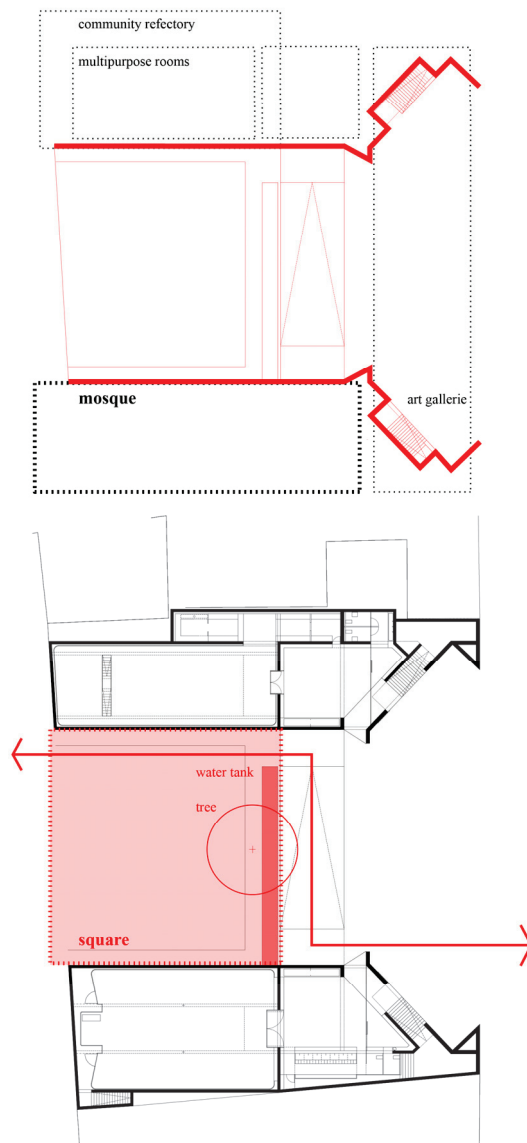 community refectory
multipurpose rooms
mosque
art gallerie
water tank
tree
square